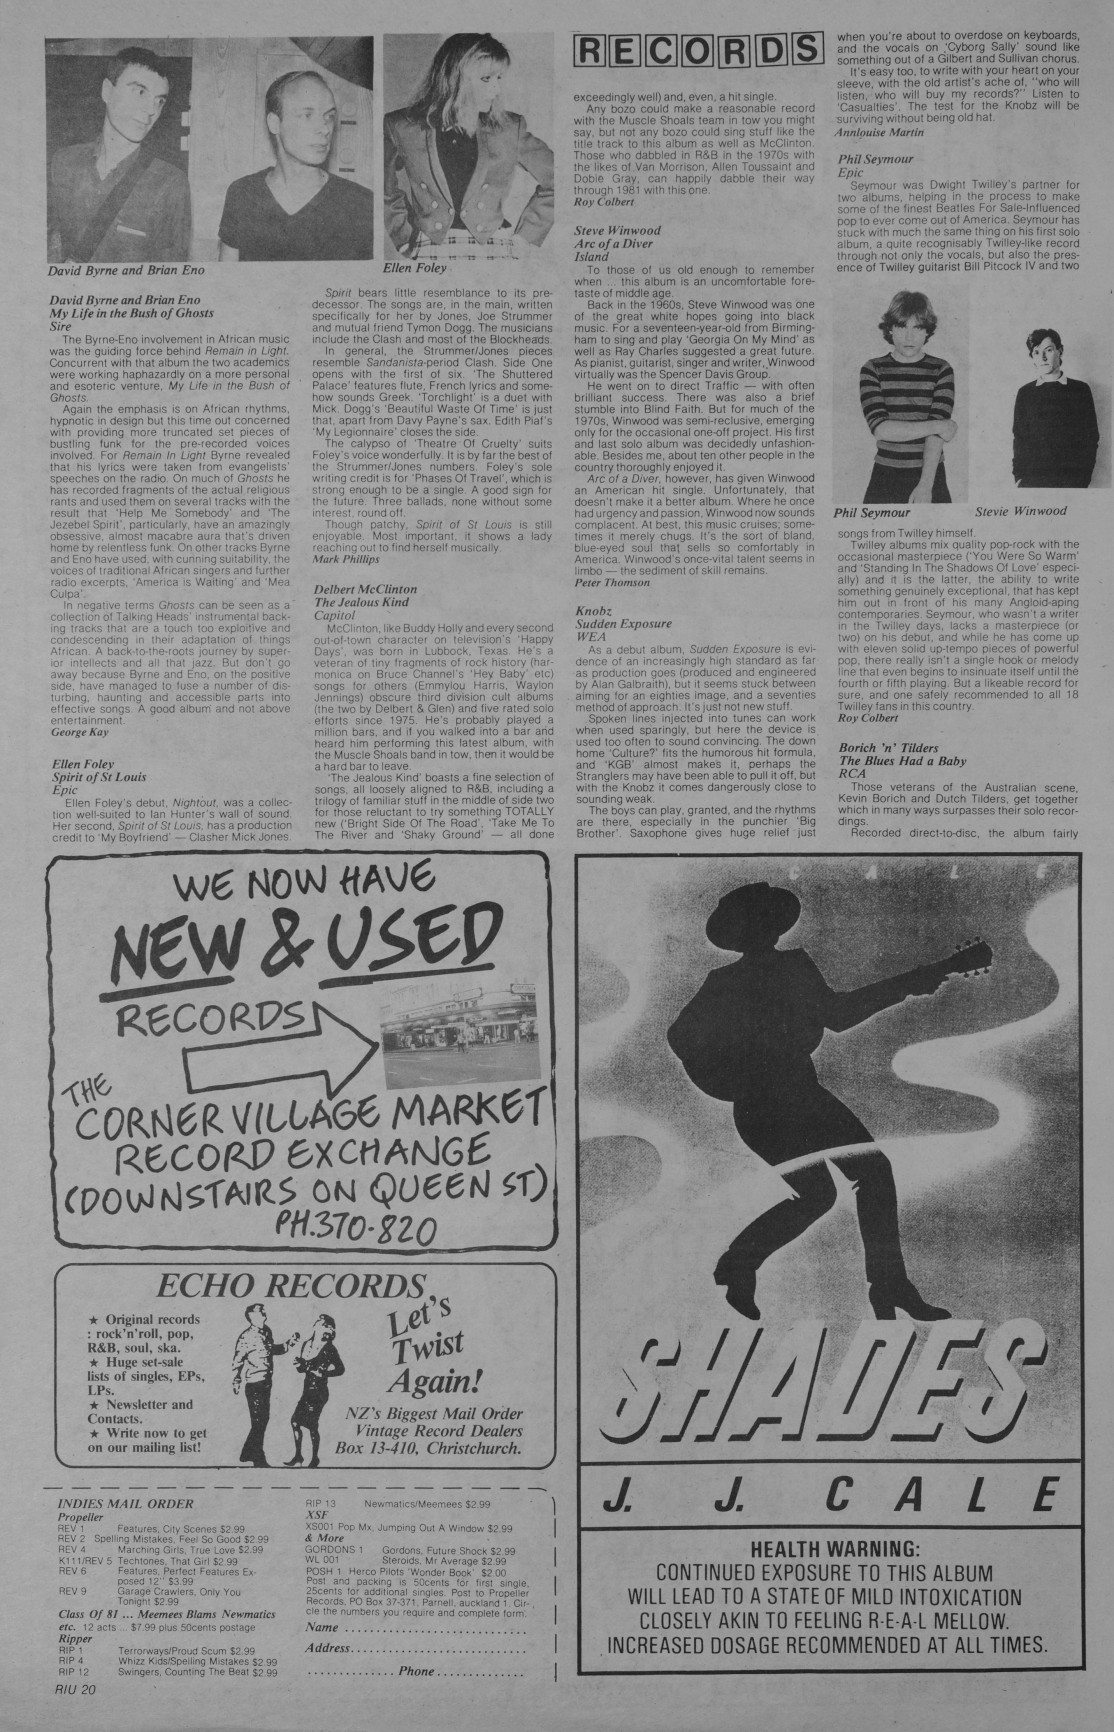 David Byrne and Brian Eno
Ellen Foley
David Byrne and Brian Eno
My Life in the Bush of Ghosts
Sire
The Byrne-Eno involvement in African music
was the guiding force behind Remain in Light.
Concurrent with that album the two academics
were working haphazardly on a more personal
and esoteric venture, My Life in the Bush of
Ghosts.
Again the emphasis is on African rhythms,
hypnotic in design but this time out concerned
with providing more truncated set pieces of
bustling funk for the pre-recorded voices
involved. For Remain In Light Byrne revealed
that his lyrics were taken from evangelists'
speeches on the radio. On much of Ghosts he
has recorded fragments of the actual religious
rants and used them on several tracks with the
result that 'Help Me Somebody' and 'The
Jezebel Spirit', particularly, have an amazingly
obsessive, almost macabre aura that's driven
home by relentless funk. On other tracks Byrne
and Eno have used, with cunning suitability, the
voices of traditional African singers and further
radio excerpts, 'America is Waiting' and 'Mea
Culpa'.
In negative terms Ghosts can be seen as a
collection of Talking Heads' instrumental back-
ing tracks that are a touch too exploitive and
condescending in their adaptation of things
African. A back-to-the-roots journey by super-
ior intellects and all that jazz. But don't go
away because Byrne and Eno, on the positive
side, have managed to fuse a number of dis-
turbing, haunting and accessible parts into
effective songs. A good album and not above
entertainment.
George Kay
Ellen Foley
Spirit of St Louis
Epic
Ellen Foley's debut, Nightout, was a collec-
tion well-suited to Ian Hunter's wall of sound.
Her second, Spirit of St Louis, has a production
credit to 'My Boyfriend' — Clasher Mick Jones.
Spirit bears little resemblance to its pre-
decessor. The songs are, in the main, written
specifically for her by Jones, Joe Strummer
and mutual friend Tymon Dogg. The musicians
include the Clash and most of the Blockheads.
In general, the Strummer/Jones pieces
resemble Sandanista-period Clash. Side One
opens with the first of six. 'The Shuttered
Palace' features flute, French lyrics and some-
how sounds Greek. 'Torchlight' is a duet with
Mick. Dogg's 'Beautiful Waste Of Time' is just
that, apart from Davy Payne's sax. Edith Piaf's
'My Legionnaire' closes the side.
The calypso of 'Theatre Of Cruelty' suits
Foley's voice wonderfully. It is by far the best of
the Strummer/Jones numbers. Foley's sole
writing credit is for 'Phases Of Travel', which is
strong enough to be a single. A good sign for
the future. Three ballads, none without some
interest, round off.
Though patchy, Spirit of St Louis is still
enjoyable. Most important, it shows a lady
reaching out to find herself musically.
Mark Phillips
Delbert McClinton
The Jealous Kind
Capitol
McClinton, like Buddy Holly and every second
out-of-town character on television's 'Happy
Days', was born in Lubbock, Texas. He's a
veteran of tiny fragments of rock history (har-
monica on Bruce Channel's 'Hey Baby' etc)
songs for others (Emmylou Harris, Waylon
Jennings) obscure third division cult albums
(the two by Delbert & Glen) and five rated solo
efforts since 1975. He's probably played a
million bars, and if you walked into a bar and
heard him performing this latest album, with
the Muscle Shoals band in tow, then it would be
a hard bar to leave.
'The Jealous Kind' boasts a fine selection of
songs, all loosely aligned to R&B, including a
trilogy of familiar stuff in the middle of side two
for those reluctant to try something TOTALLY
new ('Bright Side Of The Road', 'Take Me To
The River and 'Shaky Ground' — all done
RECORDS
exceedingly well) and, even, a hit single.
Any bozo could make a reasonable record
with the Muscle Shoals team in tow you might
say, but not any bozo could sing stuff like the
title track to this album as well as McClinton.
Those who dabbled in R&B in the 1970s with
the likes of Van Morrison, Allen Toussaint and
Dobie Gray, can happily dabble their way
through 1981 with this one.
Roy Colbert
Steve Winwood
Arc of a Diver
Island
To those of us old enough to remember
when ... this album is an uncomfortable fore-
taste of middle age.
Back in the 1960s, Steve Winwood was one
of the great white hopes going into black
music. For a seventeen-year-old from Birming-
ham to sing and play 'Georgia On My Mind' as
well as Ray Charles suggested a great future.
As pianist, guitarist, singer and writer, Winwood
virtually was the Spencer Davis Group.
He went on to direct Traffic — with often
brilliant success. There was also a brief
stumble into Blind Faith. But for much of the
1970s, Winwood was semi-reclusive, emerging
only for the occasional one-off project. His first
and last solo album was decidedly unfashion-
able. Besides me, about ten other people in the
country thoroughly enjoyed it.
Arc of a Diver, however, has given Winwood
an American hit single. Unfortunately, that
doesn't make it a better album. Where he once
had urgency and passion, Winwood now sounds
complacent. At best, this music cruises; some-
times it merely chugs. It's the sort of bland,
blue-eyed soul that sells so comfortably in
America. Winwood's once-vital talent seems in
limbo — the sediment of skill remains.
Peter Thomson
Knobz
Sudden Exposure
WEA
As a debut album, Sudden Exposure is evi-
dence of an increasingly high standard as far
as production goes (produced and engineered
by Alan Galbraith), but it seems stuck between
aiming for an eighties image, and a seventies
method of approach. It's just not new stuff.
Spoken lines injected into tunes can work
when used sparingly, but here the device is
used too often to sound convincing. The down
home 'Culture?' fits the humorous hit formula,
and 'KGB' almost makes it, perhaps the
Stranglers may have been able to pull it off, but
with the Knobz it comes dangerously close to
sounding weak.
The boys can play, granted, and the rhythms
are there, especially in the punchier 'Big
Brother'. Saxophone gives huge relief just
when you're about to overdose on keyboards,
and the vocals on 'Cyborg Sally' sound like
something out of a Gilbert and Sullivan chorus.
It's easy too, to write with your heart on your
sleeve, with the old artist's ache of, "who will
listen, who will buy my records?" Listen to
'Casualties'. The test for the Knobz will be
surviving without being old hat.
Annlouise Martin
Phil Seymour
Epic
Seymour was Dwight Twilley's partner for
two albums, helping in the process to make
some of the finest Beatles For Sale-Influenced
pop to ever come out of America. Seymour has
stuck with much the same thing on his first solo
album, a quite recognisably Twilley-like record
through not only the vocals, but also the pres-
ence of Twilley guitarist Bill Pitcock IV and two
Phil Seymour
Stevie Winwood
songs from Twilley himself.
Twilley albums mix quality pop-rock with the
occasional masterpiece ('You Were So Warm'
and 'Standing In The Shadows Of Love' especi-
ally) and it is the latter, the ability to write
something genuinely exceptional, that has kept
him out in front of his many Angloid-aping
contemporaries. Seymour, who wasn't a writer
in the Twilley days, lacks a masterpiece (or
two) on his debut, and while he has come up
with eleven solid up-tempo pieces of powerful
pop, there really isn't a single hook or melody
line that even begins to insinuate itself until the
fourth or fifth playing. But a likeable record for
sure, and one safely recommended to all 18
Twilley fans in this country.
Roy Colbert
Borich 'n' Tilders
The Blues Had a Baby
RCA
Those veterans of the Australian scene,
Kevin Borich and Dutch Tilders, get together
which in many ways surpasses their solo recor-
dings.
Recorded direct-to-disc, the album fairly
WE NOW HAVE
NEW & USED
RECORDS
THE
CORNER VILLAGE MARKET
RECORD EXCHANGE
(DOWNSTAIRS ON QUEEN ST)
PH.370-820
ECHO RECORDS
★ Original records
: rock'n'roll, pop,
R&B, soul, ska.
★ Huge set-sale
lists of singles, EPs,
LPs.
★ Newsletter and
Contacts.
★ Write now to get
on our mailing list!
Let's
Twist
Again!
NZ's Biggest Mail Order
Vintage Record Dealers
Box 13-410, Christchurch.
INDIES MAIL ORDER
Propeller
REV 1 Features, City Scenes $2.99
REV 2 Spelling Mistakes, Feel So Good $2.99
REV 4 Marching Girls, True Love $2.99
K111/REV 5 Techtones, That Girl $2.99
REV 6 Features, Perfect Features Ex-
posed 12" $3.99
REV 9 Garage Crawlers, Only You
Tonight $2.99
Class Of 81 ... Meemees Blams Newmatics
etc. 12 acts ... $7.99 plus 50cents postage
Ripper
RIP 1 Terrorways/Proud Scum $2.99
RIP 4 Whizz Kids/Spelling Mistakes $2.99
RIP 12 Swingers, Counting The Beat $2.99
RIP 13 Newmatics/Meemees $2.99
XSF
XS001 Pop Mx, Jumping Out A Window $2.99
& More
GORDONS 1 Gordons, Future Shock $2.99
WL 001 Steroids, Mr Average $2.99
POSH 1 Herco Pilots 'Wonder Book' $2.00
Post and packing is 50cents for first single,
25cents for additional singles. Post to Propeller
Records, PO Box 37-371, Parnell, auckland 1. Cir-
cle the numbers you require and complete form.
Name
Address
Phone
RIU 20
CALE
SHADES
J. J. CALE
HEALTH WARNING:
CONTINUED EXPOSURE TO THIS ALBUM
WILL LEAD TO A STATE OF MILD INTOXICATION
CLOSELY AKIN TO FEELING R-E-A-L MELLOW.
INCREASED DOSAGE RECOMMENDED AT ALL TIMES.